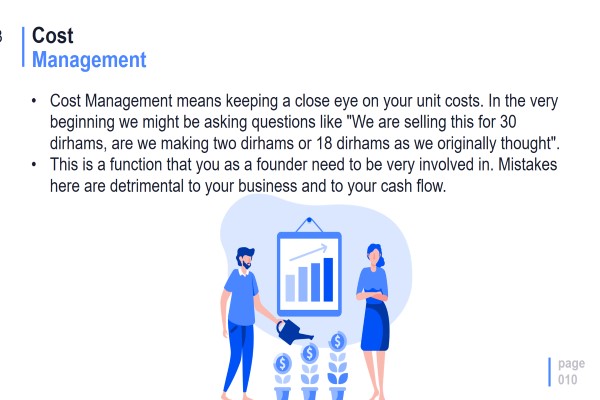 Cost
Management
• Cost Management means keeping a close eye on your unit costs. In the very
beginning we might be asking questions like "We are selling this for 30
dirhams, are we making two dirhams or 18 dirhams as we originally thought".
• This is a function that you as a founder need to be very involved in. Mistakes
here are detrimental to your business and to your cash flow.
$ $ $
page
010